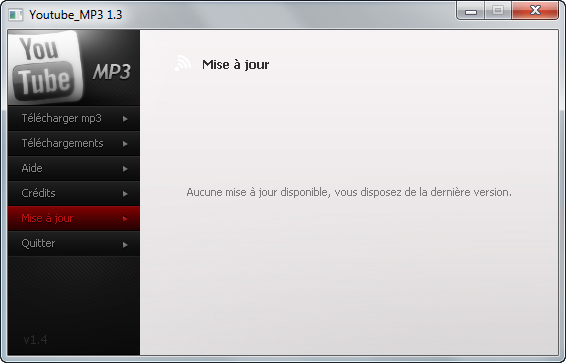 Youtube_MP3 1.3
You
Tube
MP3
Mise à jour
Télécharger mp3
Téléchargements
Aide
Crédits
Mise à jour
Quitter
Aucune mise à jour disponible, vous disposez de la dernière version.
v1.4